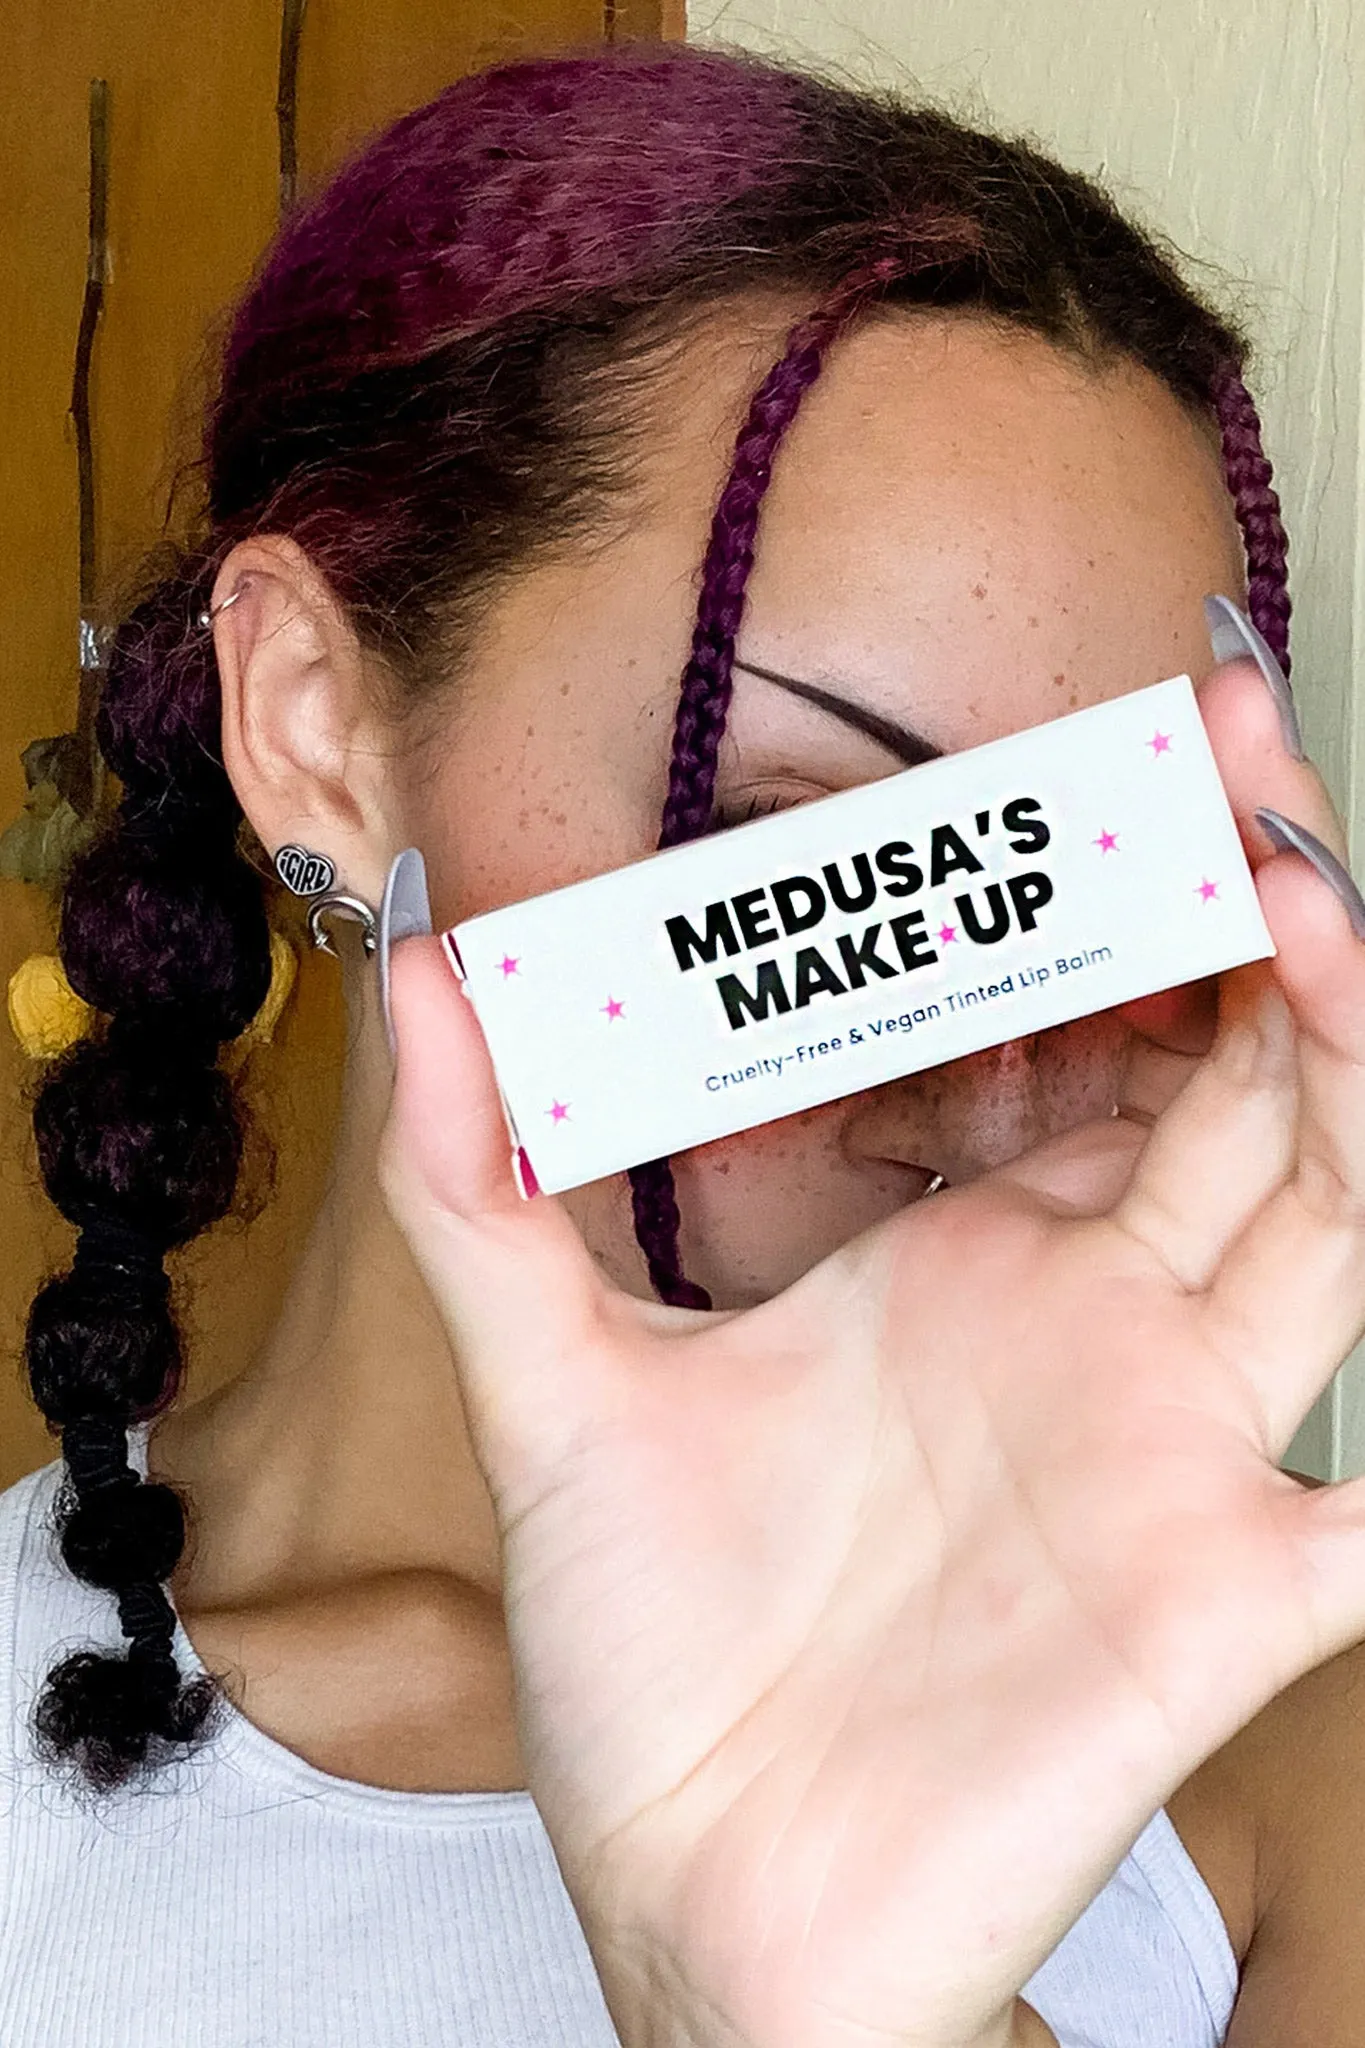 MEDUSA'S
MAKE★UP
Cruelty-Free & Vegan Tinted Lip Balm
GIRL